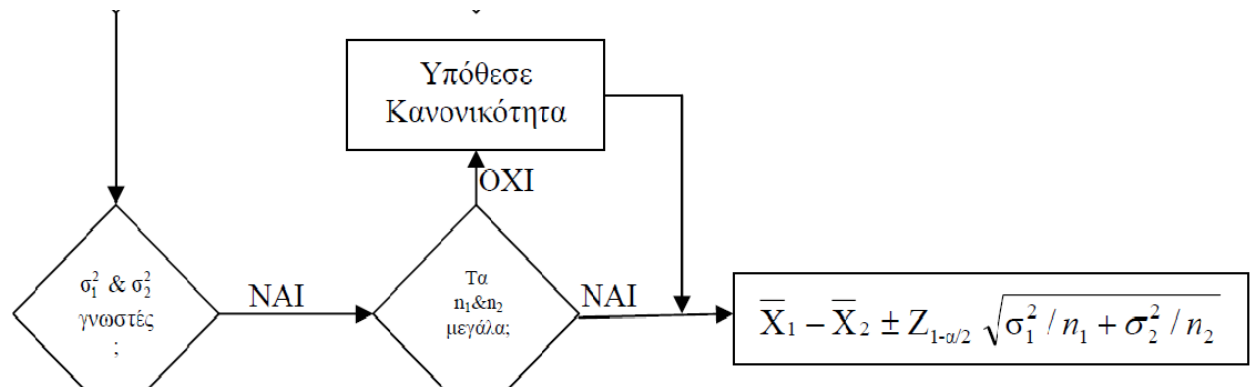 Υπόθεσε
Κανονικότητα
ΟΧΙ
σ₁² & σ₂²
γνωστές
;
ΝΑΙ
Τα
n₁&n₂
μεγάλα;
ΝΑΙ
X̅₁ − X̅₂ ± Z₁₋α/₂ √σ₁² / n₁ + σ₂² / n₂